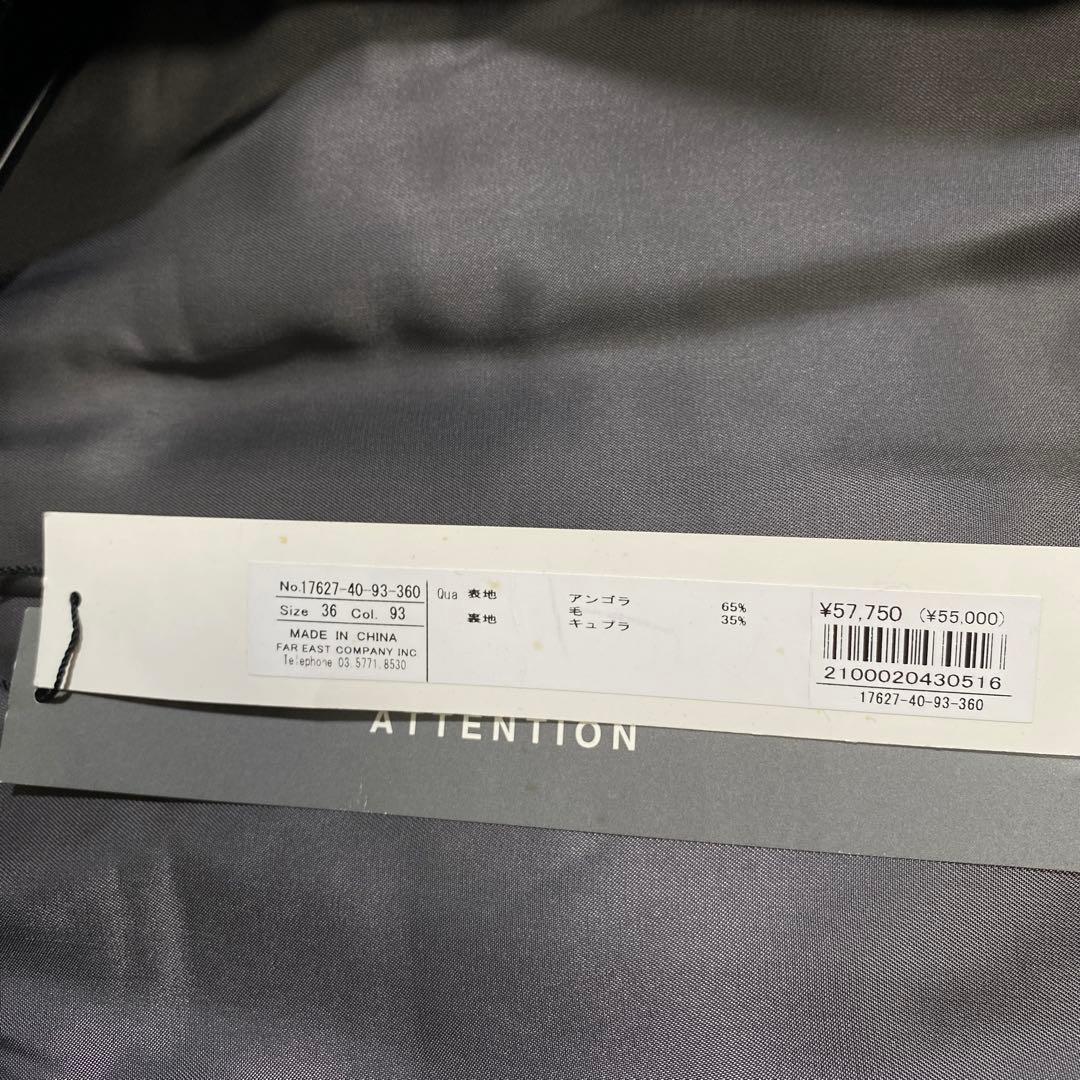 No.17627-40-93-360
Size 36 Col. 93
MADE IN CHINA
FAR EAST COMPANY INC
Telephone 03.5771.8530
Qua 表地 アンゴラ 65%
毛 35%
裏地 キュプラ
¥57,750 (¥55,000)
2100020430516
17627-40-93-360
ATTENTION